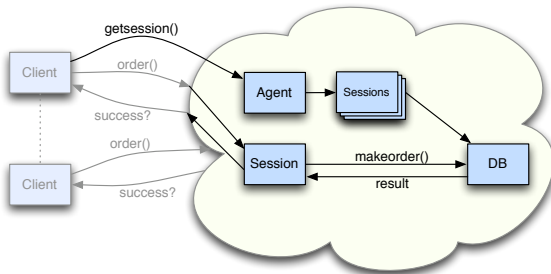 getsession()
Client
order()
Agent
Sessions
success?
order()
Session
makeorder()
DB
result
Client
success?